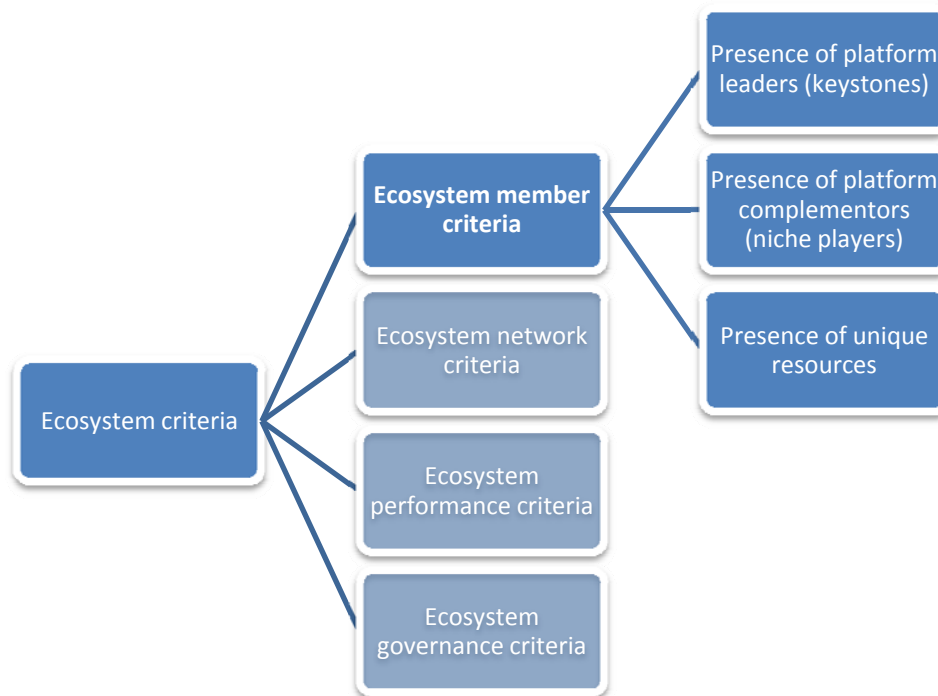 Ecosystem criteria
Ecosystem member
criteria
Ecosystem network
criteria
Ecosystem
performance criteria
Ecosystem
governance criteria
Presence of platform
leaders (keystones)
Presence of platform
complementors
(niche players)
Presence of unique
resources